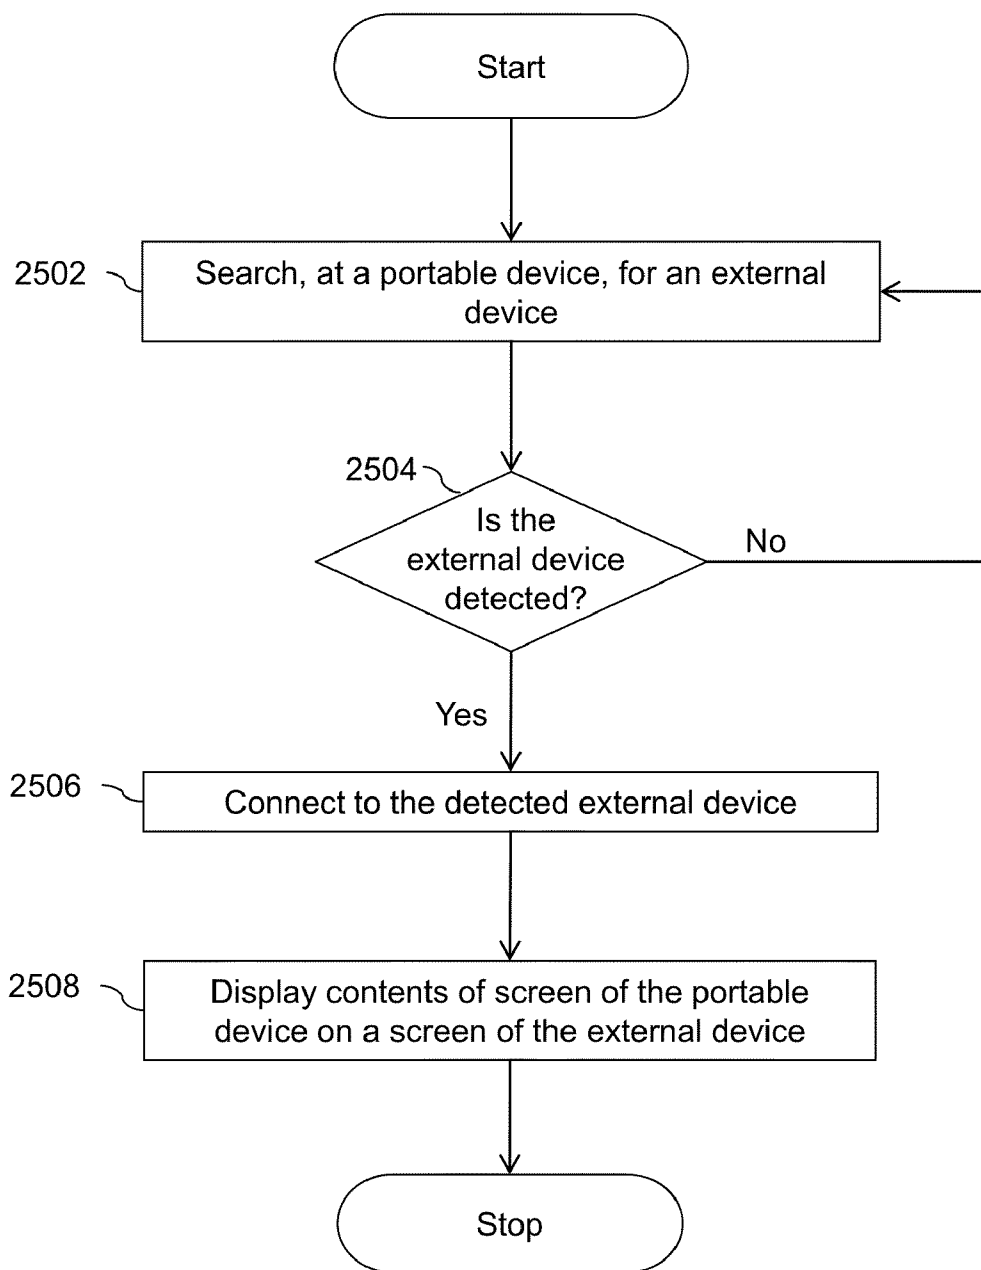 Start
2502
Search, at a portable device, for an external
device
2504
Is the
external device
detected?
No
Yes
2506
Connect to the detected external device
2508
Display contents of screen of the portable
device on a screen of the external device
Stop